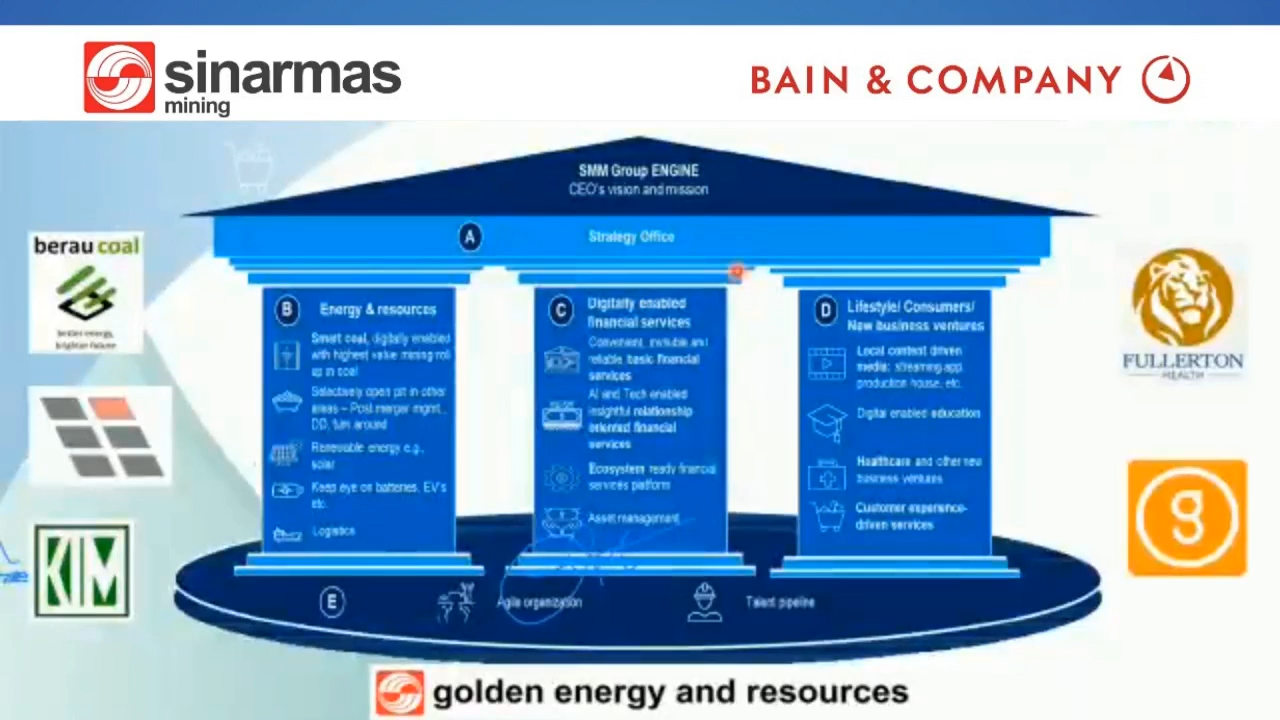 sinarmas
mining
BAIN & COMPANY
SMM Group ENGINE
CEO's vision and mission
A
Strategy Office
berau coal
better energy,
brighter future
KIM
B
Energy & resources
Smart coal, digitally enabled
with highest value mining roll
up in coal
Selectively open pit in other
areas – Post merger mgmt.,
DD, turn around
Renewable energy e.g.,
solar
Keep eye on batteries, EV's
etc.
Logistics
C
Digitally enabled
financial services
Convenient, invisible and
reliable basic financial
services
AI and Tech enabled
insightful relationship
oriented financial
services
Ecosystem ready financial
services platform
Asset management
D
Lifestyle/ Consumers/
New business ventures
Local content driven
media: streaming app,
production house, etc.
Digital enabled education
Healthcare and other new
business ventures
Customer experience-
driven services
FULLERTON
HEALTH
E
Agile organization
Talent pipeline
golden energy and resources